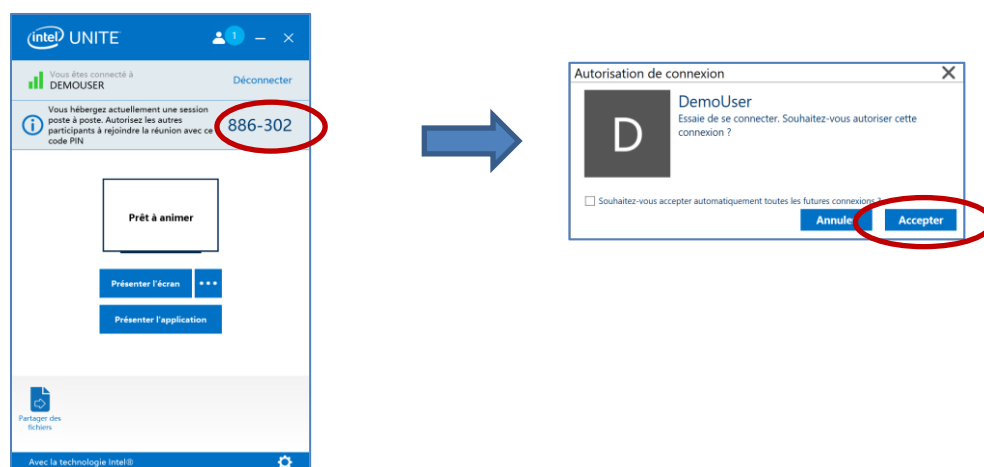 intel UNITE
1
Vous êtes connecté à
DEMOUSER
Déconnecter
Vous hébergez actuellement une session
poste à poste. Autorisez les autres
participants à rejoindre la réunion avec ce
code PIN
886-302
Prêt à animer
Présenter l'écran
Présenter l'application
Partager des
fichiers
Avec la technologie Intel®
Autorisation de connexion
D
DemoUser
Essaie de se connecter. Souhaitez-vous autoriser cette
connexion ?
Souhaitez-vous accepter automatiquement toutes les futures connexions ?
Annuler
Accepter